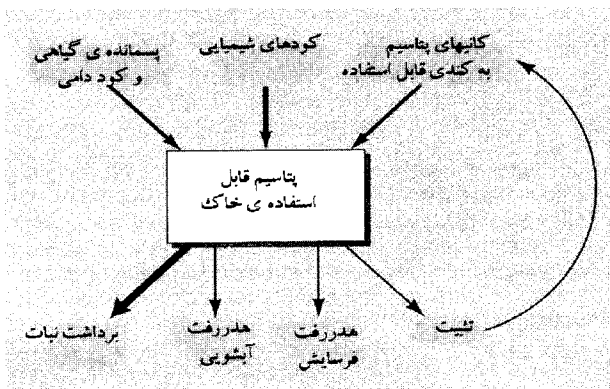 کانیهای پتاسیم
به کندی قابل استفاده
کودهای شیمیایی
پسمانده ی گیاهی
و کود دامی
پتاسیم قابل
استفاده ی خاک
تثبیت
هدررفت
فرسایش
هدررفت
آبشویی
برداشت نبات